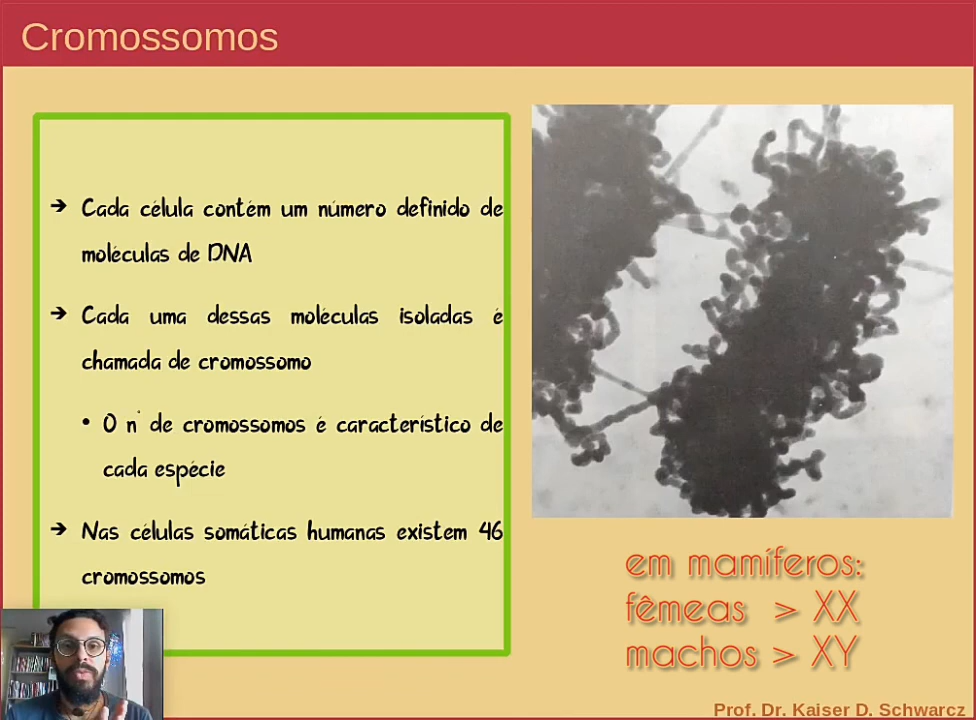 Cromossomos
➔ Cada célula contém um número definido de
moléculas de DNA
➔ Cada uma dessas moléculas isoladas é
chamada de cromossomo
• O n° de cromossomos é característico de
cada espécie
➔ Nas células somáticas humanas existem 46
cromossomos
em mamíferos:
fêmeas > XX
machos > XY
Prof. Dr. Kaiser D. Schwarcz